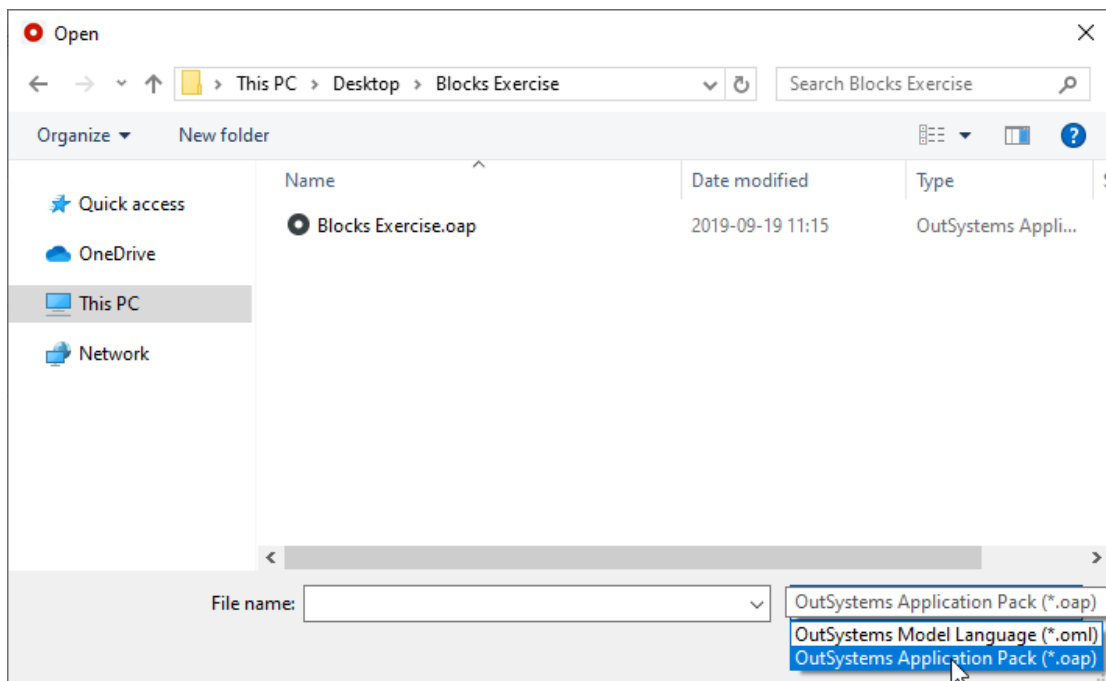 Open
This PC > Desktop > Blocks Exercise
Search Blocks Exercise
Organize
New folder
?
Name
Date modified
Type
Quick access
Blocks Exercise.oap
2019-09-19 11:15
OutSystems Appli...
OneDrive
This PC
Network
File name:
OutSystems Application Pack (*.oap)
OutSystems Model Language (*.oml)
OutSystems Application Pack (*.oap)